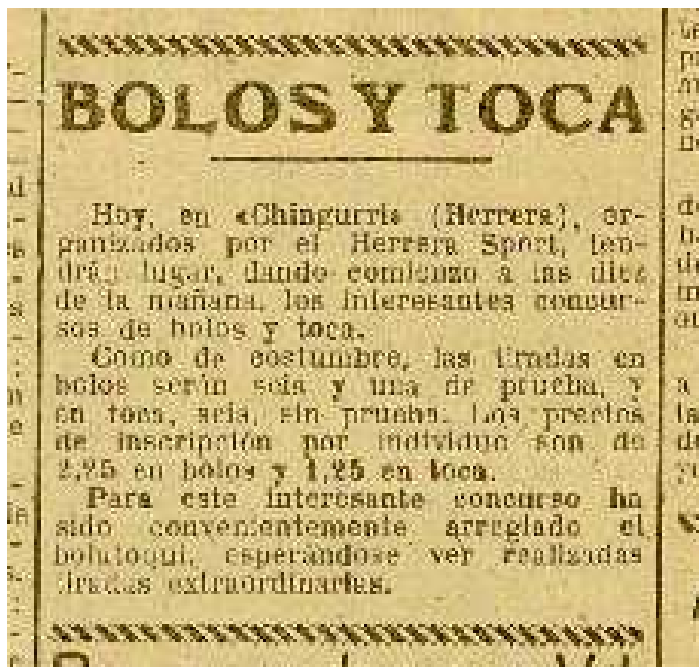 BOLOS Y TOCA
Hoy, en «Chingurri» (Herrera), or-
ganizados por el Herrera Sport, ten-
drán lugar, dando comienzo a las diez
de la mañana, los interesantes concur-
sos de bolos y toca.
Como de costumbre, las tiradas en
bolos serán seis y una de prueba, y
en toca, seis, sin prueba. Los precios
de inscripción por individuo son de
2,25 en bolos y 1,25 en toca.
Para este interesante concurso ha
sido convenientemente arreglado el
bolatoqui, esperándose ver realizadas
tiradas extraordinarias.